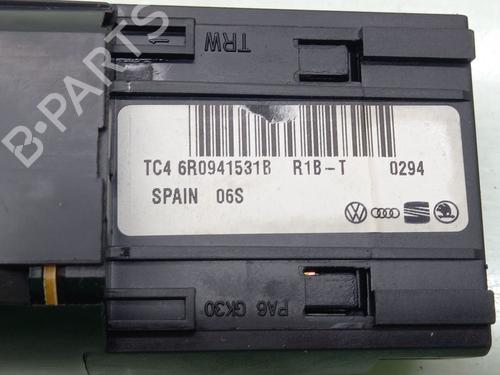 TRW
TC4 6R0941531B R1B-T 0294
SPAIN 06S
PA6 GK30
B-PARTS